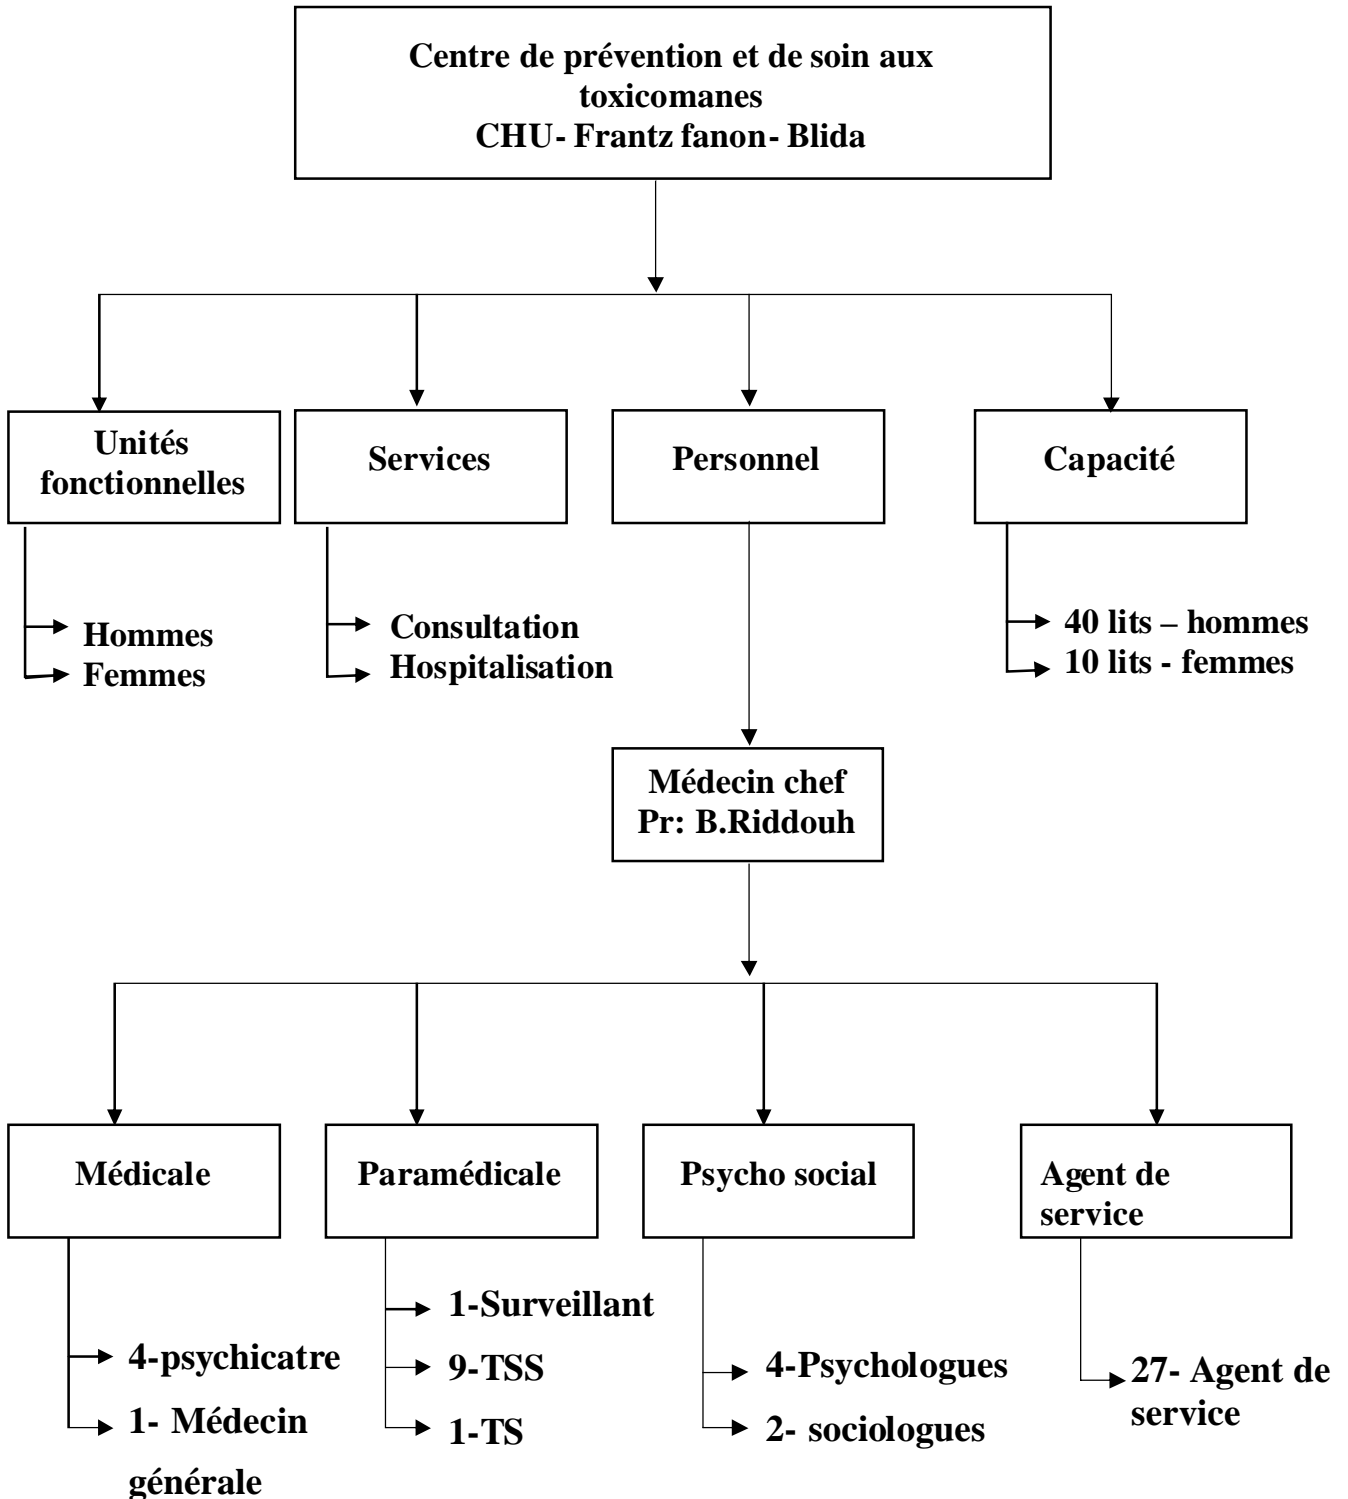 Centre de prévention et de soin aux
toxicomanes
CHU- Frantz fanon- Blida
Unités
fonctionnelles
Services
Personnel
Capacité
Hommes
Femmes
Consultation
Hospitalisation
40 lits – hommes
10 lits - femmes
Médecin chef
Pr: B.Riddouh
Médicale
Paramédicale
Psycho social
Agent de
service
4-psychicatre
1- Médecin
générale
1-Surveillant
9-TSS
1-TS
4-Psychologues
2- sociologues
27- Agent de
service